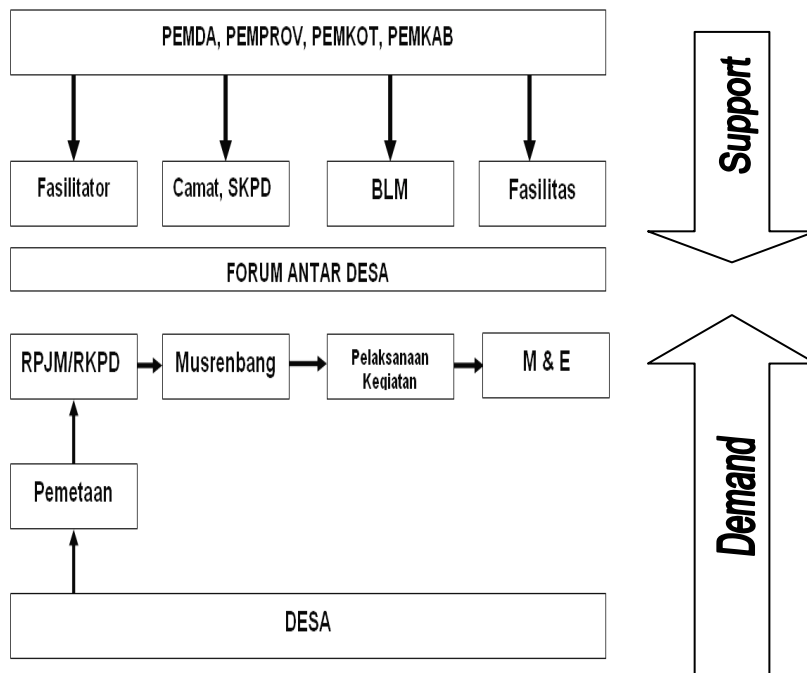 PEMDA, PEMPROV, PEMKOT, PEMKAB
Support
Fasilitator
Camat, SKPD
BLM
Fasilitas
FORUM ANTAR DESA
RPJM/RKPD
Musrenbang
Pelaksanaan
Kegiatan
M & E
Demand
Pemetaan
DESA